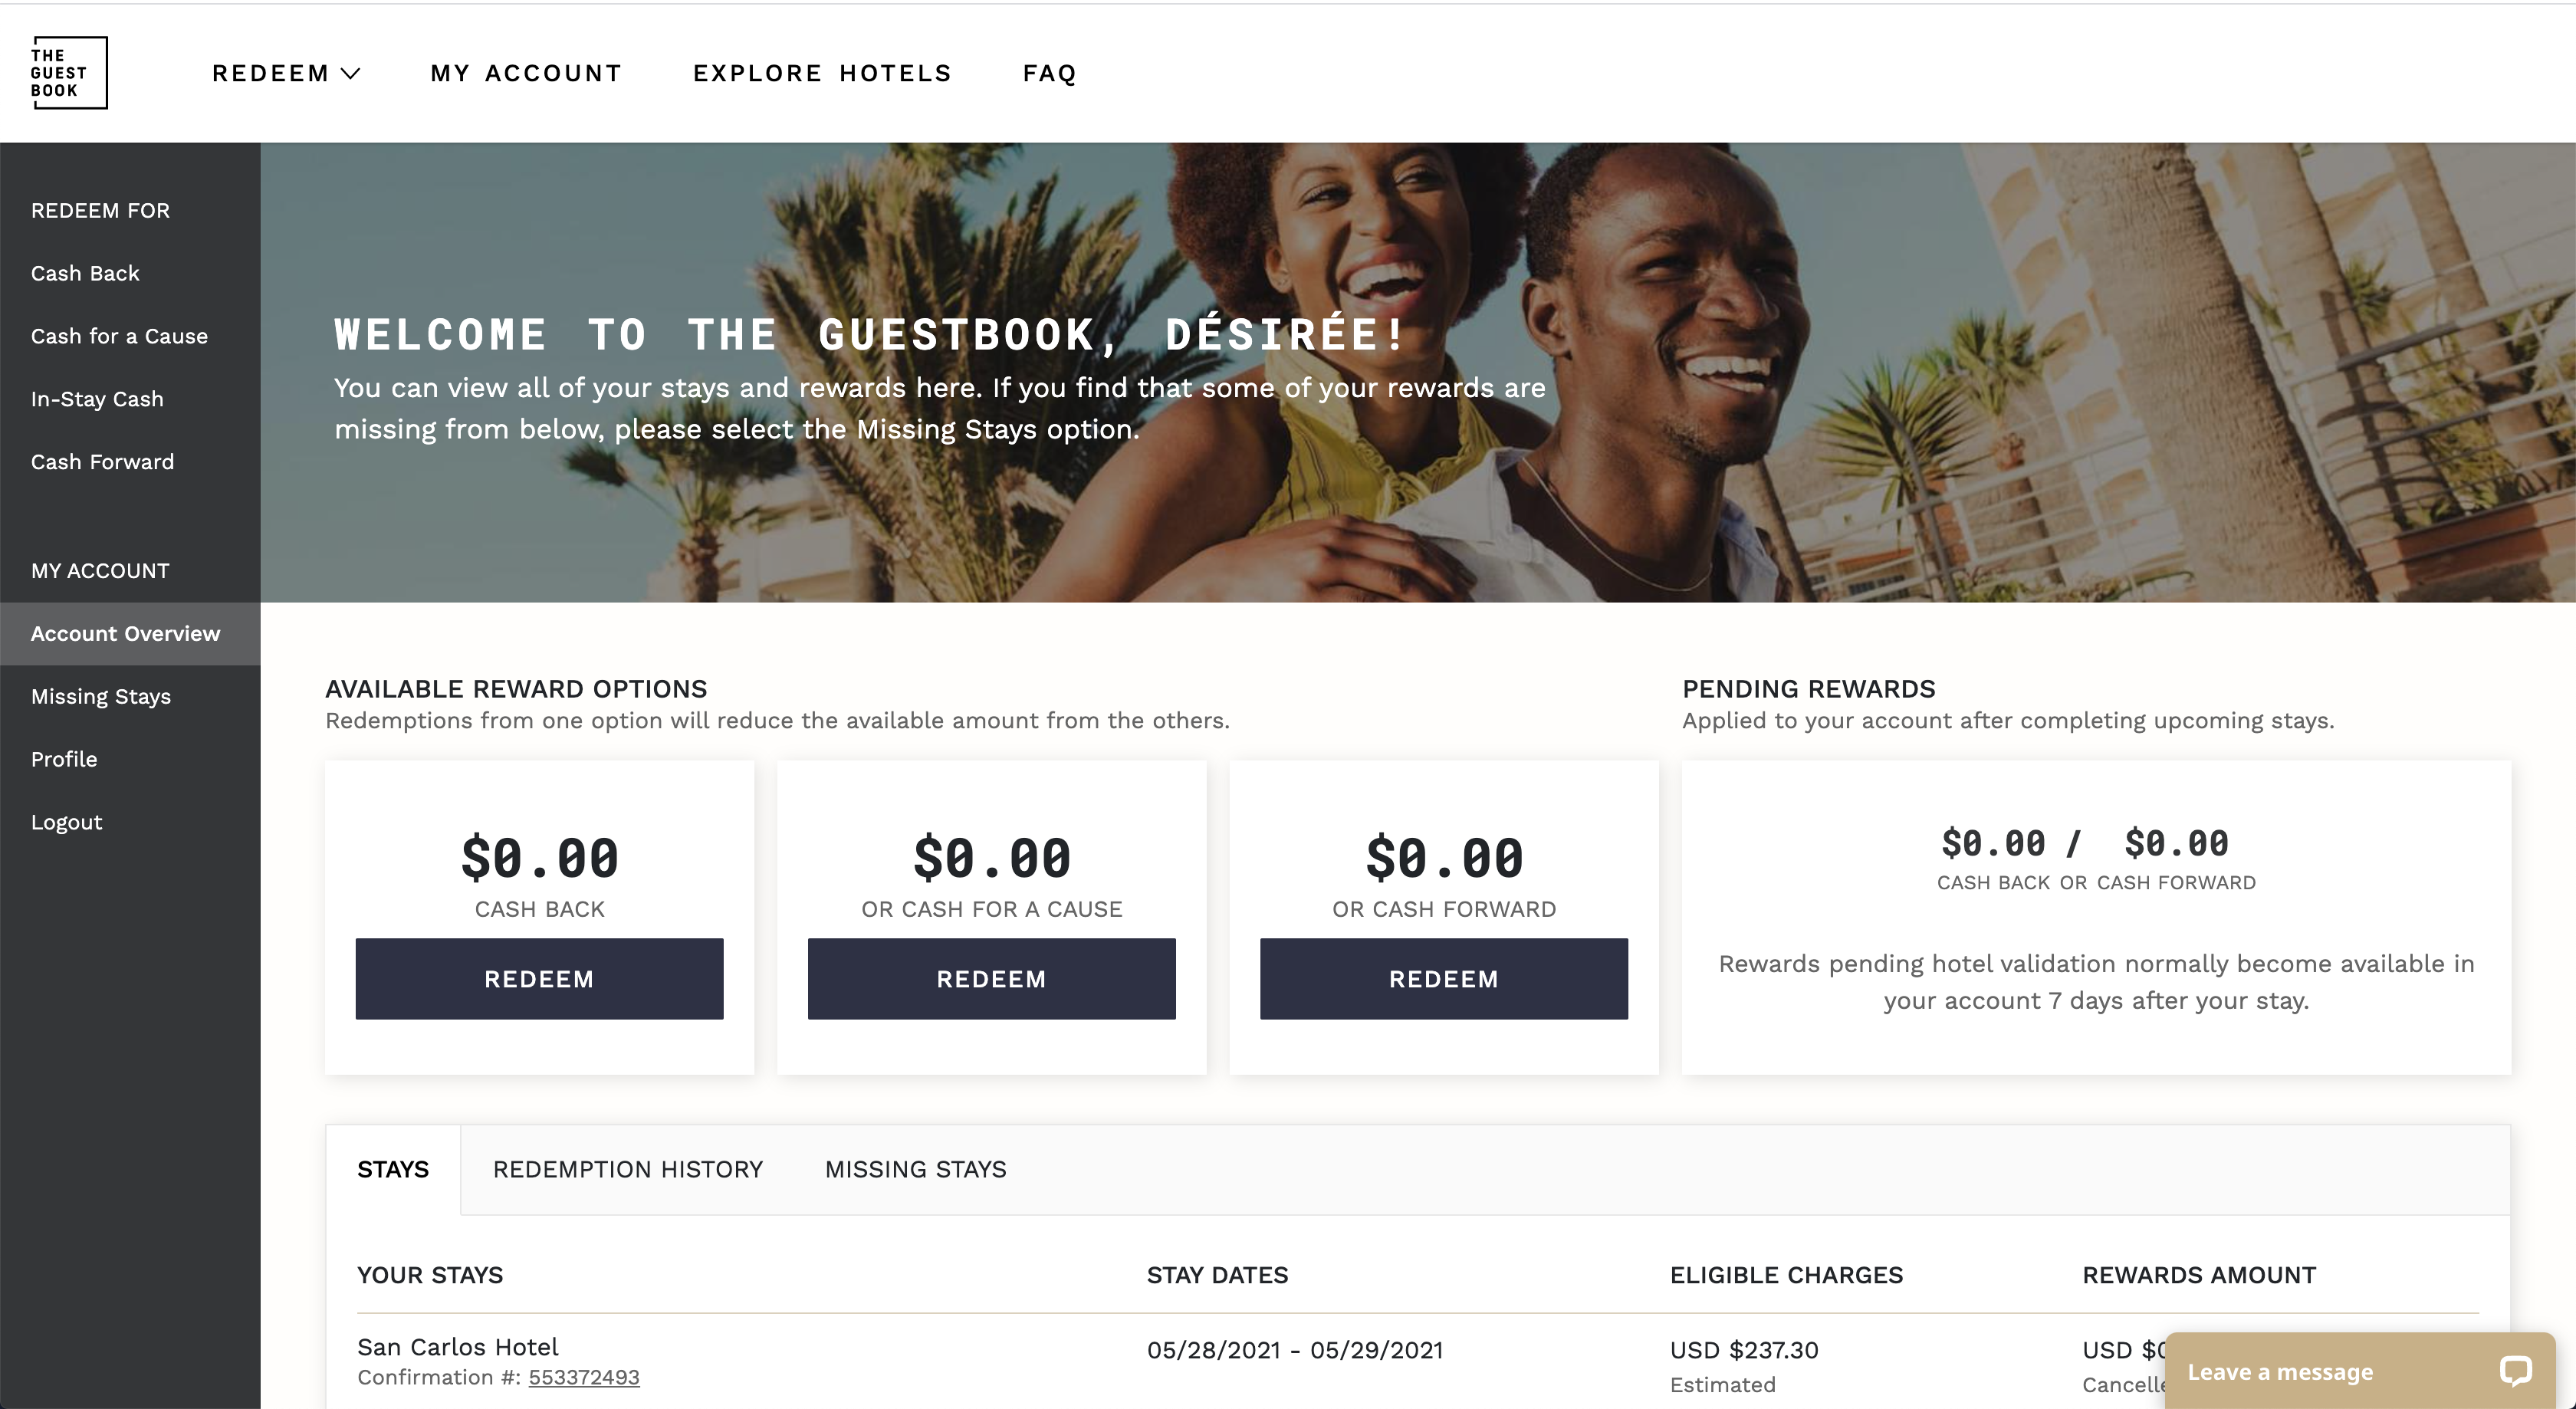 THE
GUEST
BOOK
REDEEM
MY ACCOUNT
EXPLORE HOTELS
FAQ
REDEEM FOR
Cash Back
Cash for a Cause
In-Stay Cash
Cash Forward
MY ACCOUNT
Account Overview
Missing Stays
Profile
Logout
WELCOME TO THE GUESTBOOK, DÉSIRÉE!
You can view all of your stays and rewards here. If you find that some of your rewards are
missing from below, please select the Missing Stays option.
AVAILABLE REWARD OPTIONS
Redemptions from one option will reduce the available amount from the others.
$0.00
CASH BACK
REDEEM
$0.00
OR CASH FOR A CAUSE
REDEEM
$0.00
OR CASH FORWARD
REDEEM
PENDING REWARDS
Applied to your account after completing upcoming stays.
$0.00 / $0.00
CASH BACK OR CASH FORWARD
Rewards pending hotel validation normally become available in
your account 7 days after your stay.
STAYS
REDEMPTION HISTORY
MISSING STAYS
YOUR STAYS
STAY DATES
ELIGIBLE CHARGES
REWARDS AMOUNT
San Carlos Hotel
Confirmation #: 553372493
05/28/2021 - 05/29/2021
USD $237.30
Estimated
USD
Leave a message